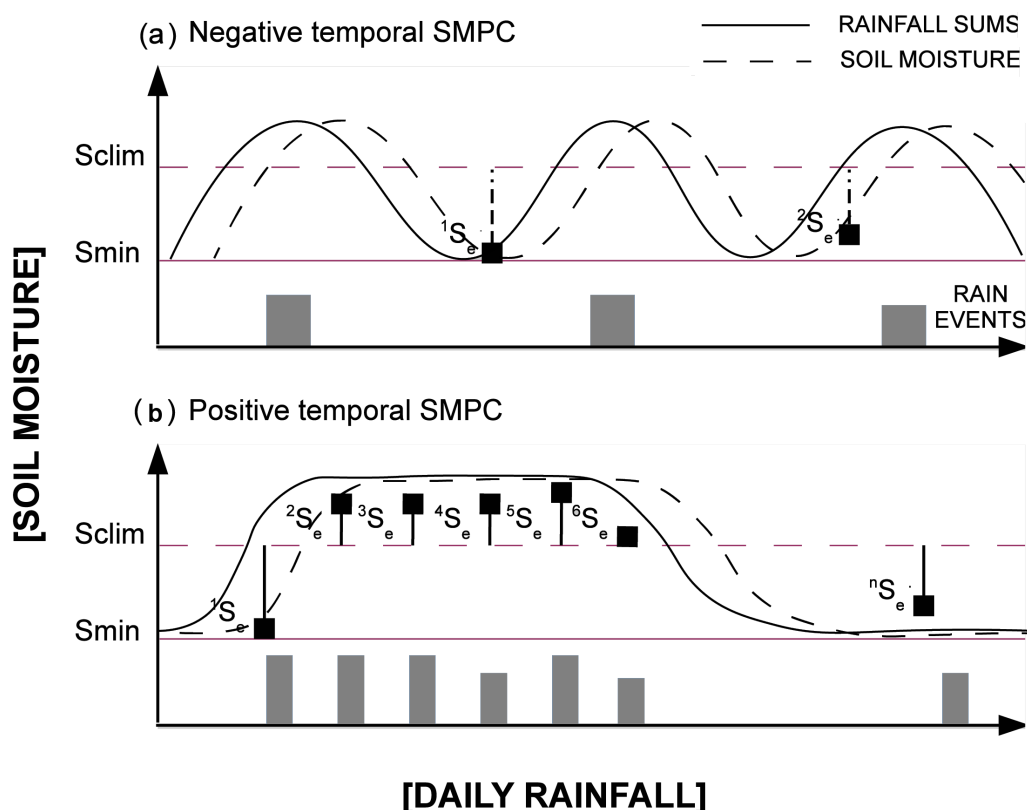 (a) Negative temporal SMPC
RAINFALL SUMS
SOIL MOISTURE
Sclim
Smin
¹Sₑ
²Sₑ
RAIN
EVENTS
(b) Positive temporal SMPC
Sclim
Smin
¹Sₑ
²Sₑ
³Sₑ
⁴Sₑ
⁵Sₑ
⁶Sₑ
ⁿSₑ
[SOIL MOISTURE]
[DAILY RAINFALL]